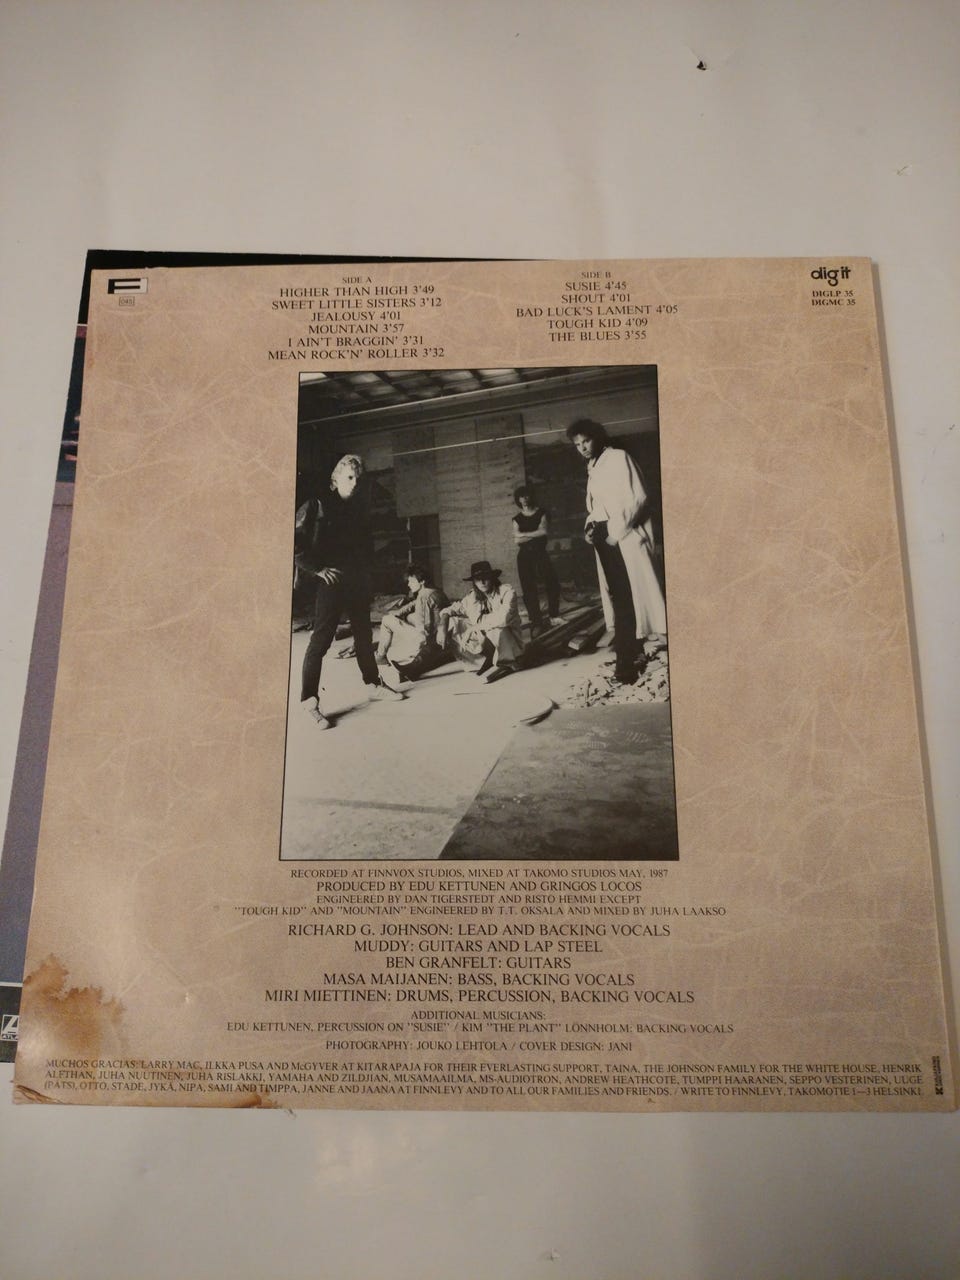 F
045
SIDE A
HIGHER THAN HIGH 3'49
SWEET LITTLE SISTERS 3'12
JEALOUSY 4'01
MOUNTAIN 3'57
I AIN'T BRAGGIN' 3'31
MEAN ROCK'N' ROLLER 3'32
SIDE B
SUSIE 4'45
SHOUT 4'01
BAD LUCK'S LAMENT 4'05
TOUGH KID 4'09
THE BLUES 3'55
digit
DIGLP 35
DIGMC 35
RECORDED AT FINNVOX STUDIOS, MIXED AT TAKOMO STUDIOS MAY, 1987
PRODUCED BY EDU KETTUNEN AND GRINGOS LOCOS
ENGINEERED BY DAN TIGERSTEDT AND RISTO HEMMI EXCEPT
"TOUGH KID" AND "MOUNTAIN" ENGINEERED BY T.T. OKSALA AND MIXED BY JUHA LAAKSO
RICHARD G. JOHNSON: LEAD AND BACKING VOCALS
MUDDY: GUITARS AND LAP STEEL
BEN GRANFELT: GUITARS
MASA MAIJANEN: BASS, BACKING VOCALS
MIRI MIETTINEN: DRUMS, PERCUSSION, BACKING VOCALS
ADDITIONAL MUSICIANS:
EDU KETTUNEN, PERCUSSION ON "SUSIE" / KIM "THE PLANT" LÖNNHOLM: BACKING VOCALS
PHOTOGRAPHY: JOUKO LEHTOLA / COVER DESIGN: JANI
MUCHOS GRACIAS: LARRY MAC, ILKKA PUSA AND McGYVER AT KITARAPAJA FOR THEIR EVERLASTING SUPPORT, TAINA, THE JOHNSON FAMILY FOR THE WHITE HOUSE, HENRIK
ALFTHAN, JUHA NUUTINEN, JUHA RISLAKKI, YAMAHA AND ZILDJIAN, MUSAMAAILMA, MS-AUDIOTRON, ANDREW HEATHCOTE, TUMPPI HAARANEN, SEPPO VESTERINEN, UUGE
(PATS), OTTO, STADE, JYKÄ, NIPA, SAMI AND TIMPPA, JANNE AND JAANA AT FINNLEVY AND TO ALL OUR FAMILIES AND FRIENDS. / WRITE TO FINNLEVY, TAKOMOTIE 1—3 HELSINKI.